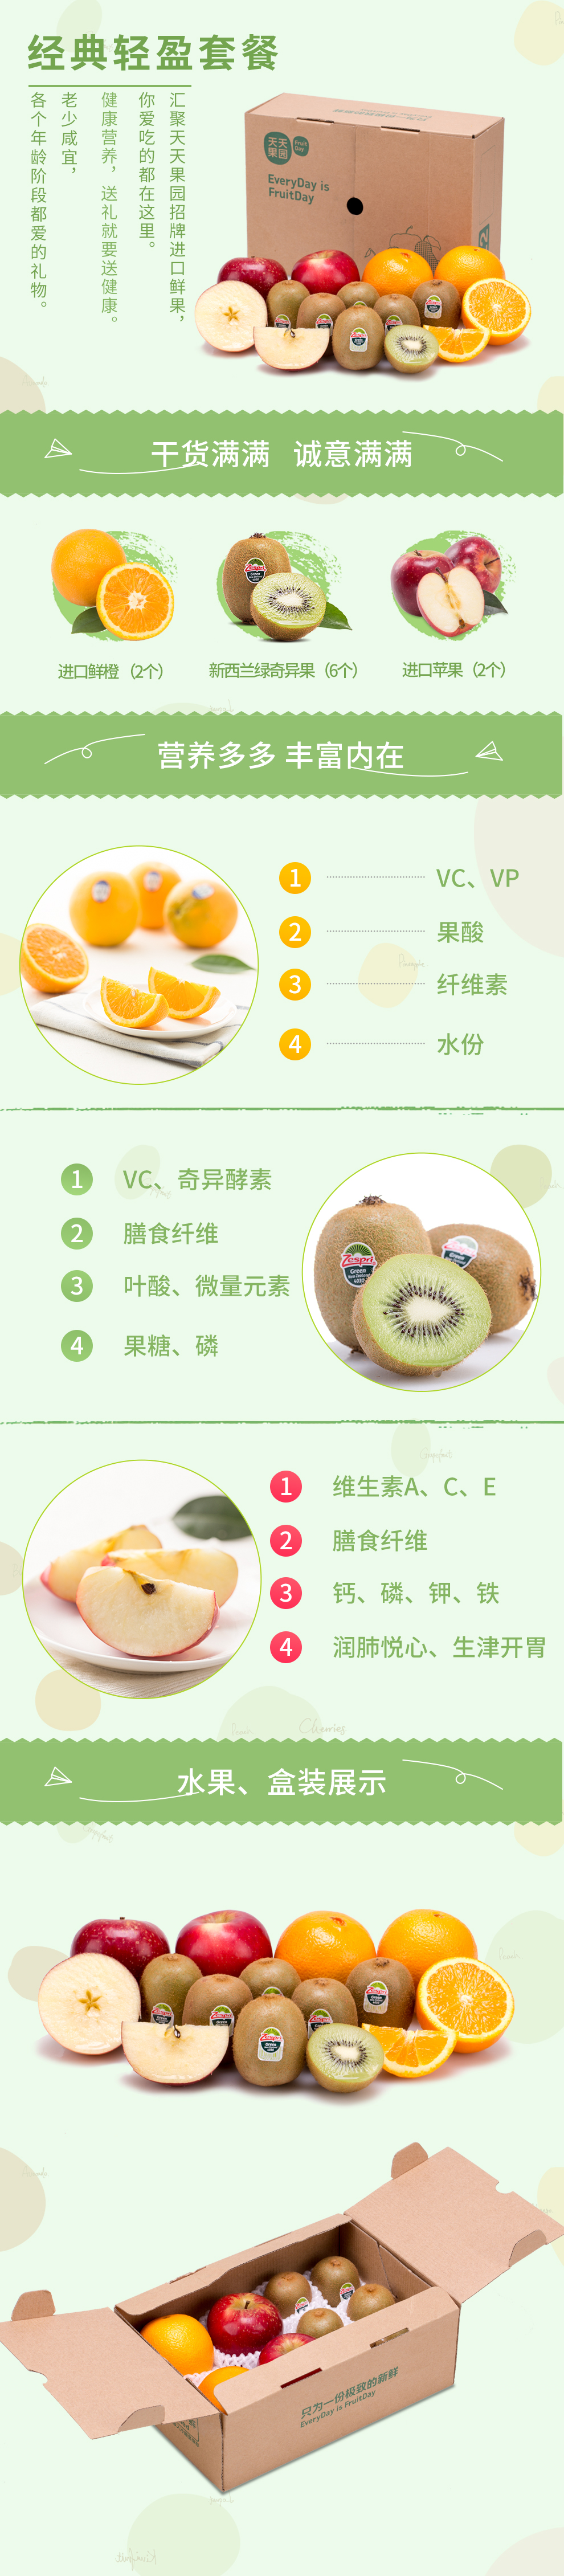 经典轻盈套餐
汇聚天天果园招牌进口鲜果，
你爱吃的都在这里。
健康营养，送礼就要送健康。
老少咸宜，
各个年龄阶段都爱的礼物。
天天果园
Fruit Day
EveryDay is
FruitDay
干货满满 诚意满满
进口鲜橙（2个）
新西兰绿奇异果（6个）
进口苹果（2个）
营养多多 丰富内在
1 VC、VP
2 果酸
3 纤维素
4 水份
1 VC、奇异酵素
2 膳食纤维
3 叶酸、微量元素
4 果糖、磷
Zespri
Green
New Zealand
4030
1 维生素A、C、E
2 膳食纤维
3 钙、磷、钾、铁
4 润肺悦心、生津开胃
Cheerios
水果、盒装展示
只为一份极致的新鲜
EveryDay is FruitDay